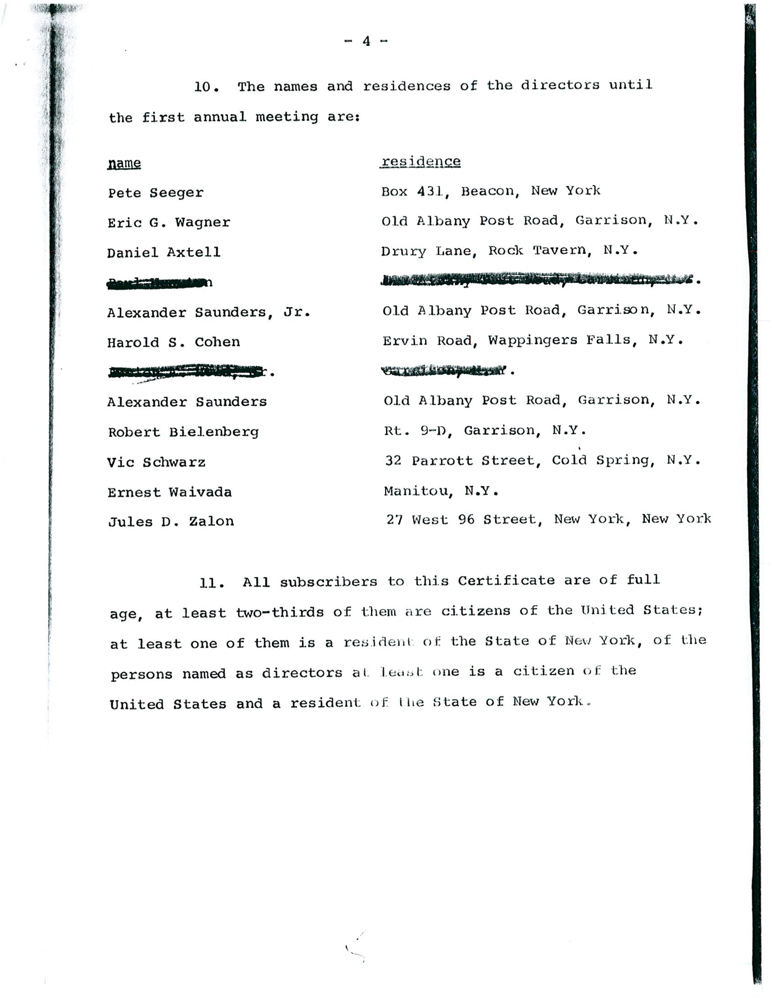 - 4 -
10. The names and residences of the directors until
the first annual meeting are:
name residence
Pete Seeger Box 431, Beacon, New York
Eric G. Wagner Old Albany Post Road, Garrison, N.Y.
Daniel Axtell Drury Lane, Rock Tavern, N.Y.
Alexander Saunders, Jr. Old Albany Post Road, Garrison, N.Y.
Harold S. Cohen Ervin Road, Wappingers Falls, N.Y.
Alexander Saunders Old Albany Post Road, Garrison, N.Y.
Robert Bielenberg Rt. 9-D, Garrison, N.Y.
Vic Schwarz 32 Parrott Street, Cold Spring, N.Y.
Ernest Waivada Manitou, N.Y.
Jules D. Zalon 27 West 96 Street, New York, New York
11. All subscribers to this Certificate are of full
age, at least two-thirds of them are citizens of the United States;
at least one of them is a resident of the State of New York, of the
persons named as directors at least one is a citizen of the
United States and a resident of the State of New York.